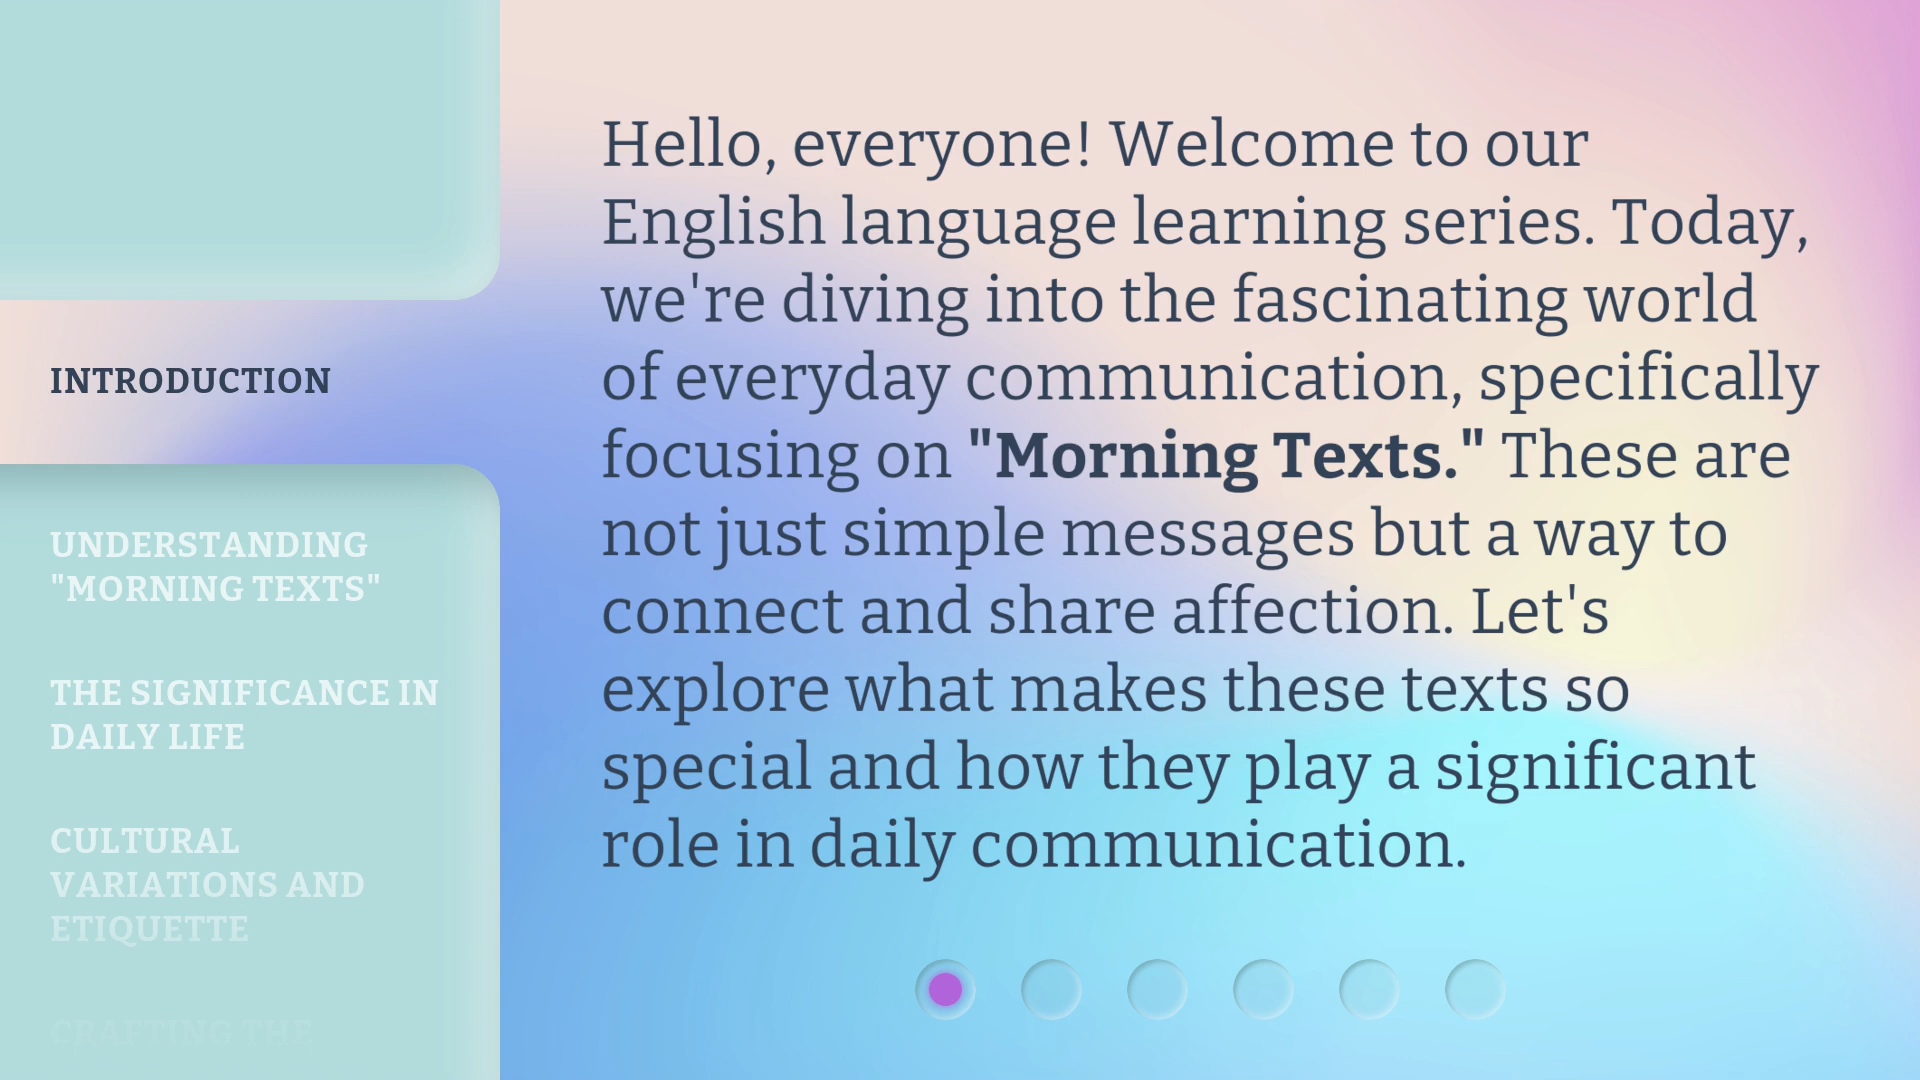 INTRODUCTION
UNDERSTANDING
"MORNING TEXTS"
THE SIGNIFICANCE IN
DAILY LIFE
CULTURAL
VARIATIONS AND
ETIQUETTE
CRAFTING THE
Hello, everyone! Welcome to our
English language learning series. Today,
we're diving into the fascinating world
of everyday communication, specifically
focusing on "Morning Texts." These are
not just simple messages but a way to
connect and share affection. Let's
explore what makes these texts so
special and how they play a significant
role in daily communication.